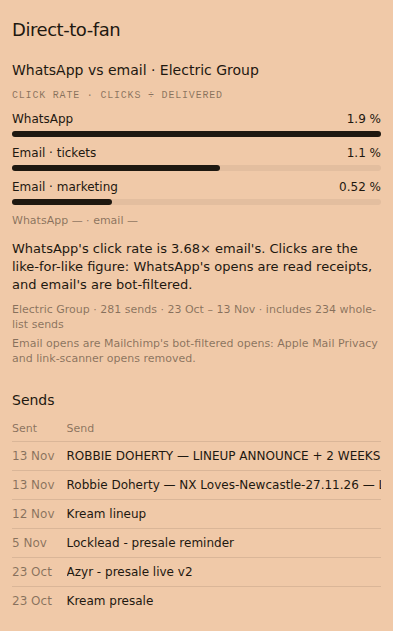 Direct-to-fan
WhatsApp vs email · Electric Group
CLICK RATE · CLICKS ÷ DELIVERED
WhatsApp 1.9 %
Email · tickets 1.1 %
Email · marketing 0.52 %
WhatsApp — · email —
WhatsApp's click rate is 3.68× email's. Clicks are the
like-for-like figure: WhatsApp's opens are read receipts,
and email's are bot-filtered.
Electric Group · 281 sends · 23 Oct – 13 Nov · includes 234 whole-
list sends
Email opens are Mailchimp's bot-filtered opens: Apple Mail Privacy
and link-scanner opens removed.
Sends
Sent Send
13 Nov ROBBIE DOHERTY — LINEUP ANNOUNCE + 2 WEEKS
13 Nov Robbie Doherty — NX Loves-Newcastle-27.11.26 —
12 Nov Kream lineup
5 Nov Locklead - presale reminder
23 Oct Azyr - presale live v2
23 Oct Kream presale